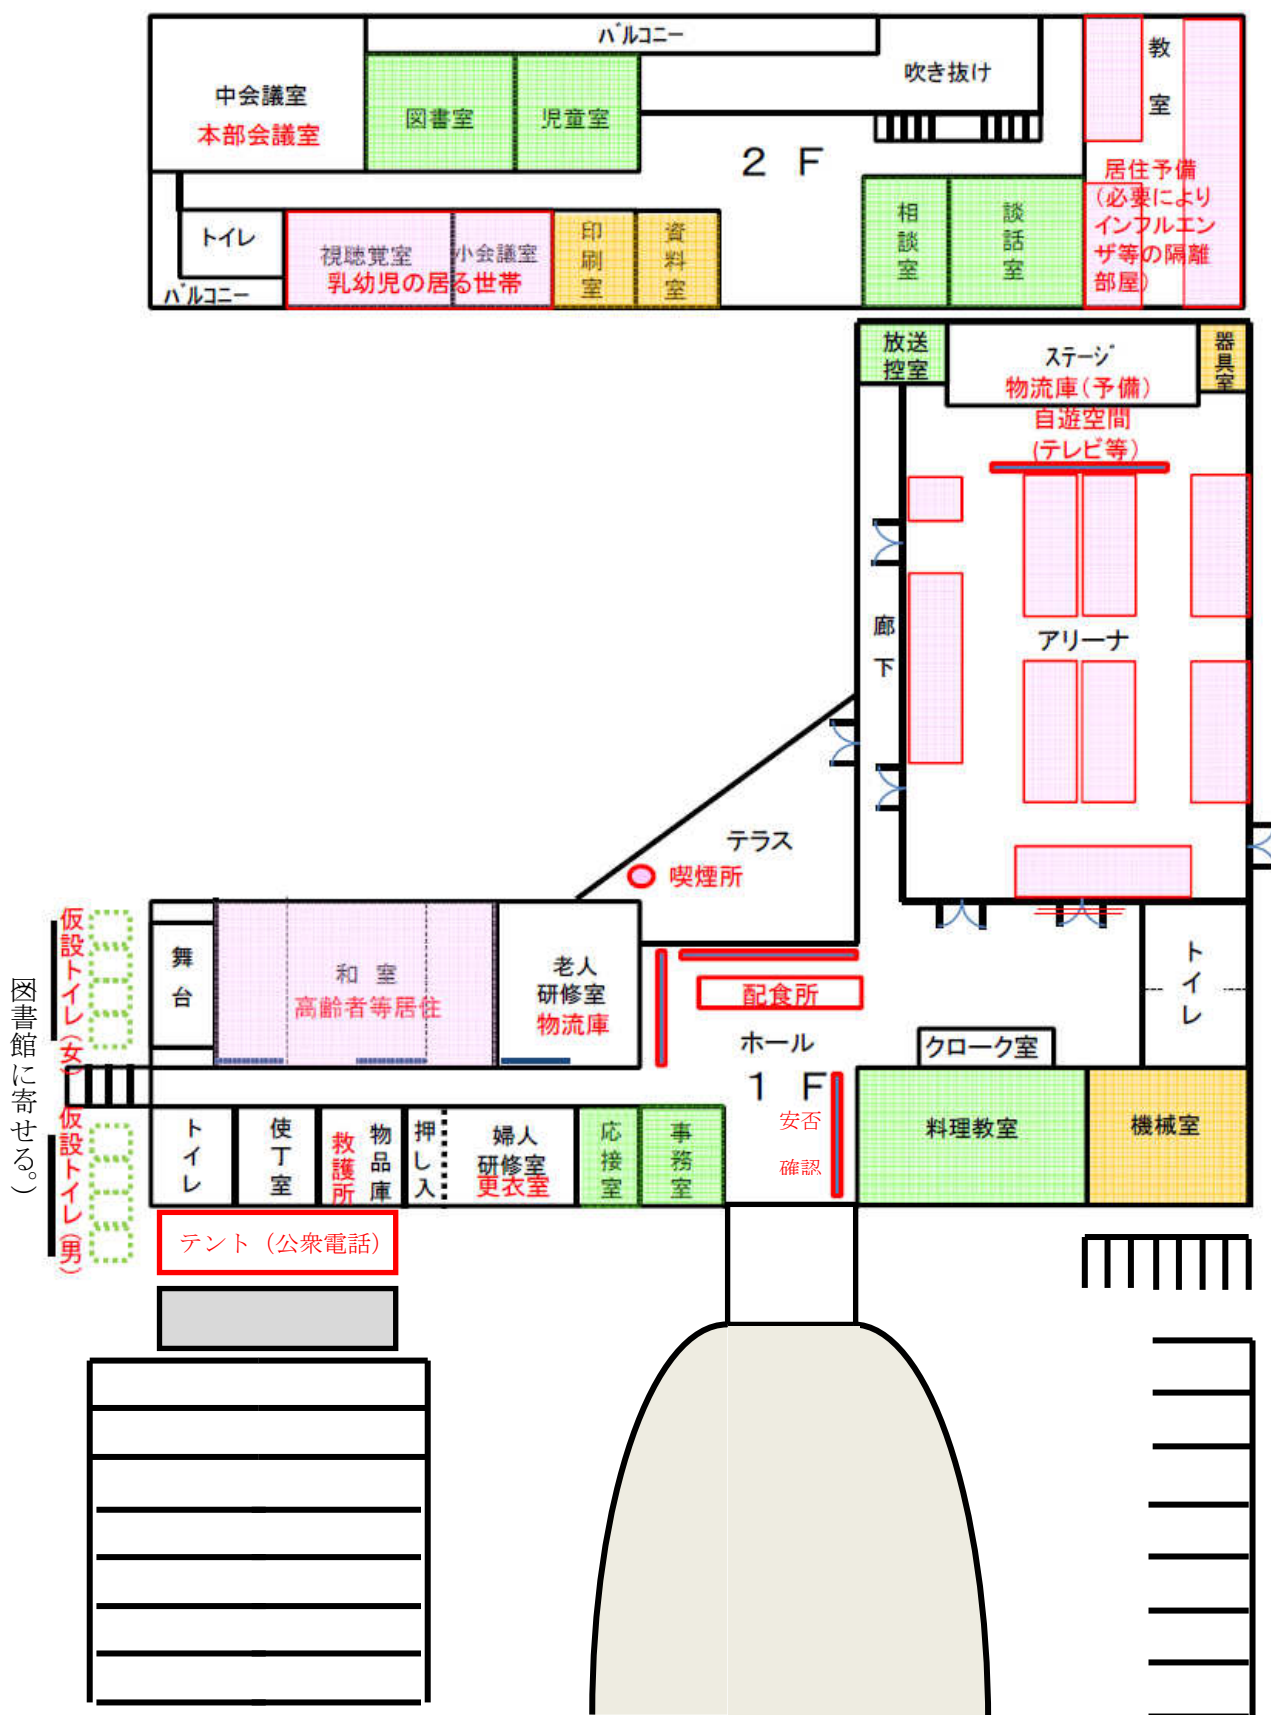 バルコニー
中会議室
本部会議室
図書室
児童室
吹き抜け
教室
２ Ｆ
居住予備
（必要により
インフルエン
ザ等の隔離
部屋）
トイレ
バルコニー
視聴覚室
小会議室
乳幼児の居る世帯
印刷室
資料室
相談室
談話室
放送
控室
ステージ
物流庫（予備）
器具室
自遊空間
（テレビ等）
廊下
アリーナ
テラス
喫煙所
仮設トイレ（女）
舞台
和 室
高齢者等居住
老人
研修室
物流庫
配食所
ホール
１ Ｆ
クローク室
トイレ
図書館に寄せる。）
仮設トイレ（男）
トイレ
使丁室
救護所
物品庫
押し入
婦人
研修室
更衣室
応接室
事務室
安否
確認
料理教室
機械室
テント（公衆電話）